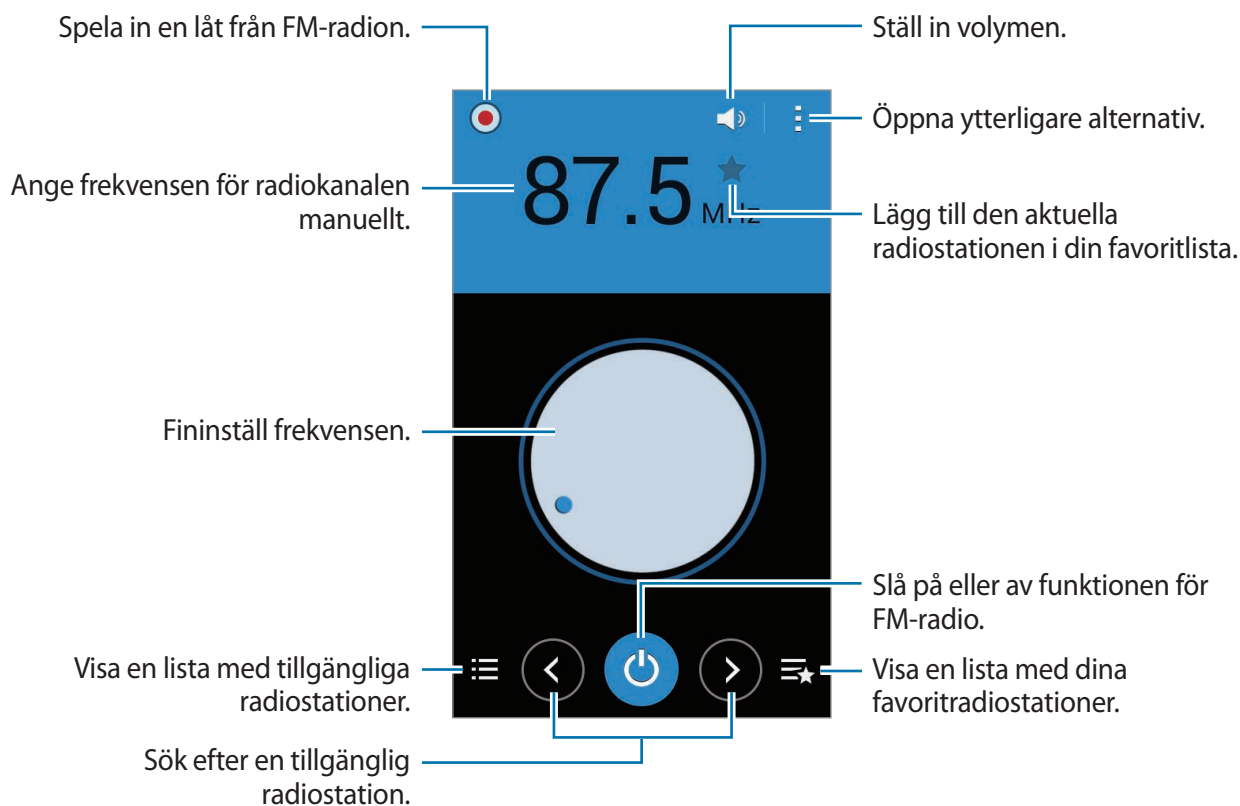 Spela in en låt från FM-radion.
Ställ in volymen.
Öppna ytterligare alternativ.
Ange frekvensen för radiokanalen
manuellt.
87.5 MHz
Lägg till den aktuella
radiostationen i din favoritlista.
Fininställ frekvensen.
Slå på eller av funktionen för
FM-radio.
Visa en lista med tillgängliga
radiostationer.
Visa en lista med dina
favoritradiostationer.
Sök efter en tillgänglig
radiostation.